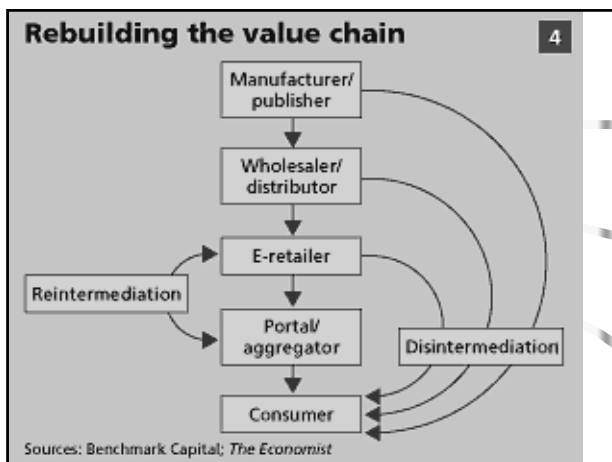 Rebuilding the value chain
4
Manufacturer/
publisher
Wholesaler/
distributor
E-retailer
Reintermediation
Portal/
aggregator
Disintermediation
Consumer
Sources: Benchmark Capital; The Economist